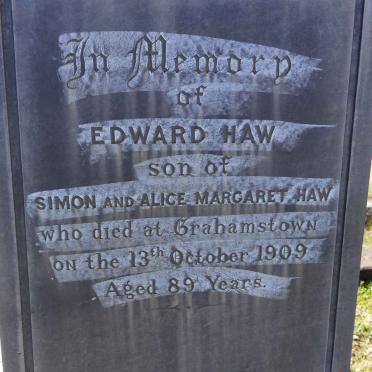 In Memory
of
EDWARD HAW
son of
SIMON AND ALICE MARGARET HAW
who died at Grahamstown
on the 13th October 1909
Aged 89 Years.